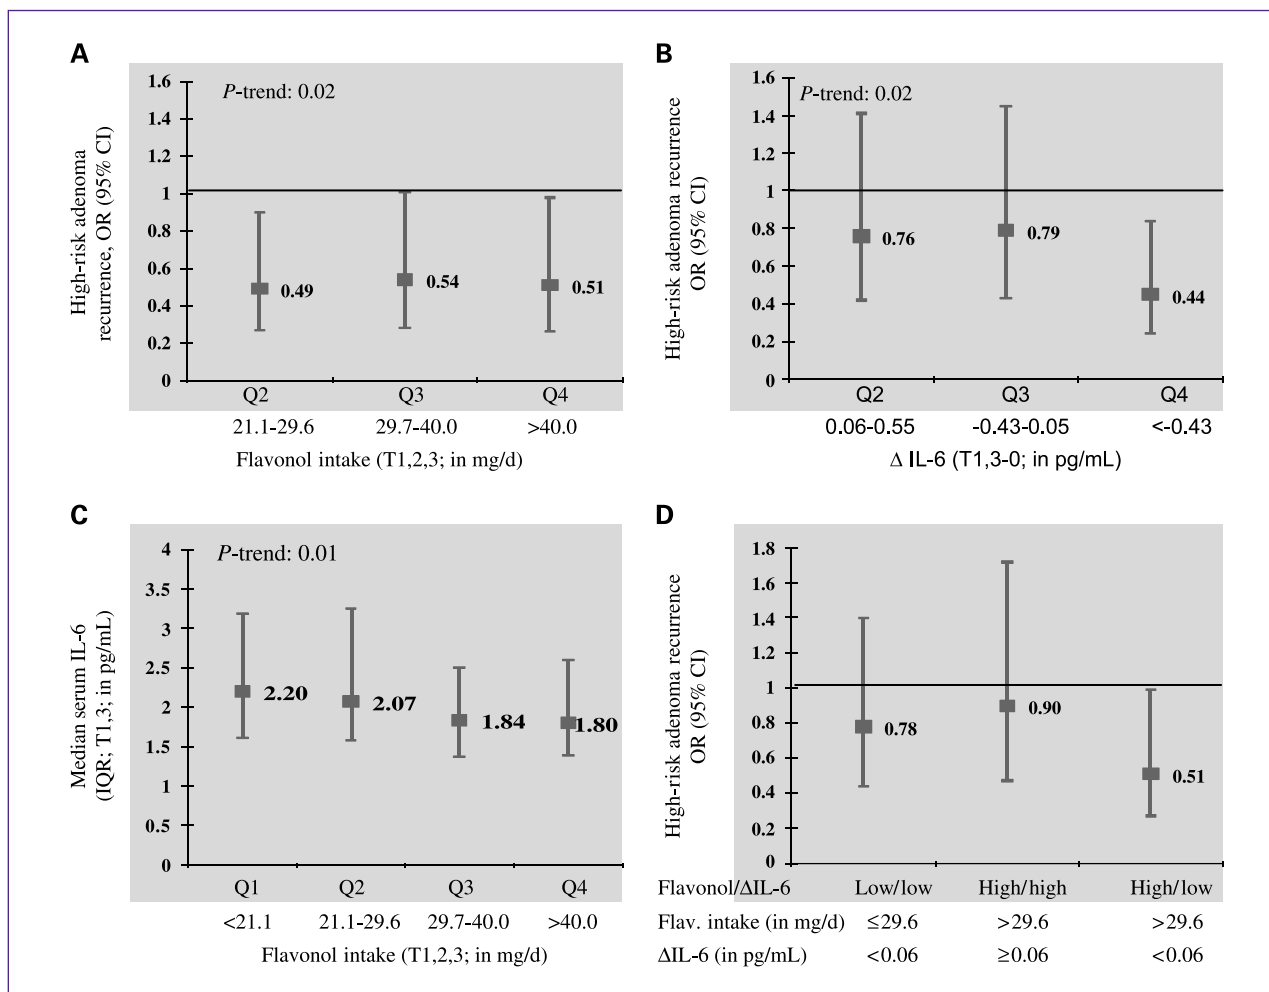 A
P-trend: 0.02
High-risk adenoma
recurrence, OR (95% CI)
1.6
1.4
1.2
1
0.8
0.6
0.4
0.2
0
0.49
0.54
0.51
Q2 Q3 Q4
21.1-29.6 29.7-40.0 >40.0
Flavonol intake (T1,2,3; in mg/d)
B
P-trend: 0.02
High-risk adenoma recurrence
OR (95% CI)
1.6
1.4
1.2
1
0.8
0.6
0.4
0.2
0
0.76
0.79
0.44
Q2 Q3 Q4
0.06-0.55 -0.43-0.05 <-0.43
Δ IL-6 (T1,3-0; in pg/mL)
C
P-trend: 0.01
Median serum IL-6
(IQR; T1,3; in pg/mL)
4
3.5
3
2.5
2
1.5
1
0.5
0
2.20
2.07
1.84
1.80
Q1 Q2 Q3 Q4
<21.1 21.1-29.6 29.7-40.0 >40.0
Flavonol intake (T1,2,3; in mg/d)
D
High-risk adenoma recurrence
OR (95% CI)
1.8
1.6
1.4
1.2
1
0.8
0.6
0.4
0.2
0
0.78
0.90
0.51
Flavonol/ΔIL-6 Low/low High/high High/low
Flav. intake (in mg/d) ≤29.6 >29.6 >29.6
ΔIL-6 (in pg/mL) <0.06 ≥0.06 <0.06